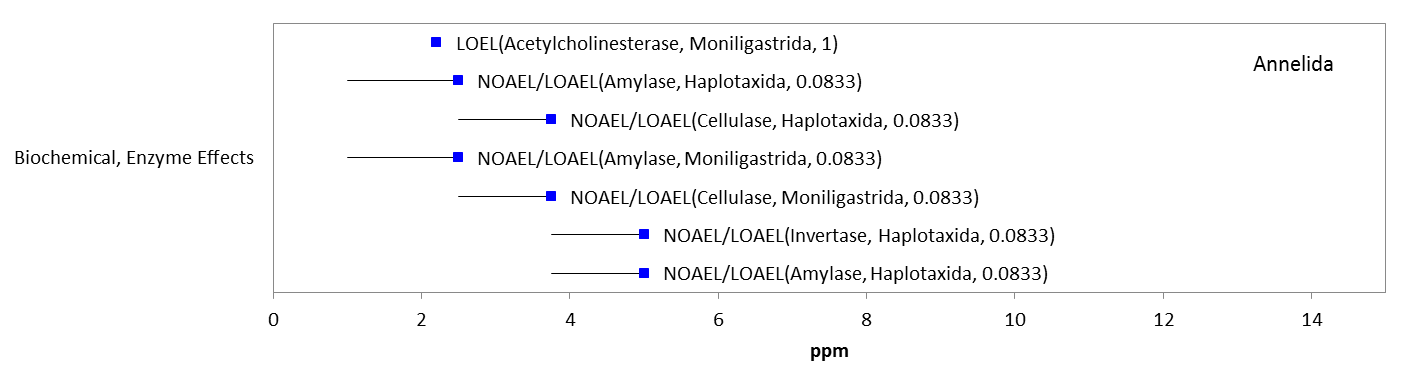 LOEL(Acetylcholinesterase, Moniligastrida, 1)
Annelida
NOAEL/LOAEL(Amylase, Haplotaxida, 0.0833)
NOAEL/LOAEL(Cellulase, Haplotaxida, 0.0833)
Biochemical, Enzyme Effects
NOAEL/LOAEL(Amylase, Moniligastrida, 0.0833)
NOAEL/LOAEL(Cellulase, Moniligastrida, 0.0833)
NOAEL/LOAEL(Invertase, Haplotaxida, 0.0833)
NOAEL/LOAEL(Amylase, Haplotaxida, 0.0833)
0 2 4 6 8 10 12 14
ppm